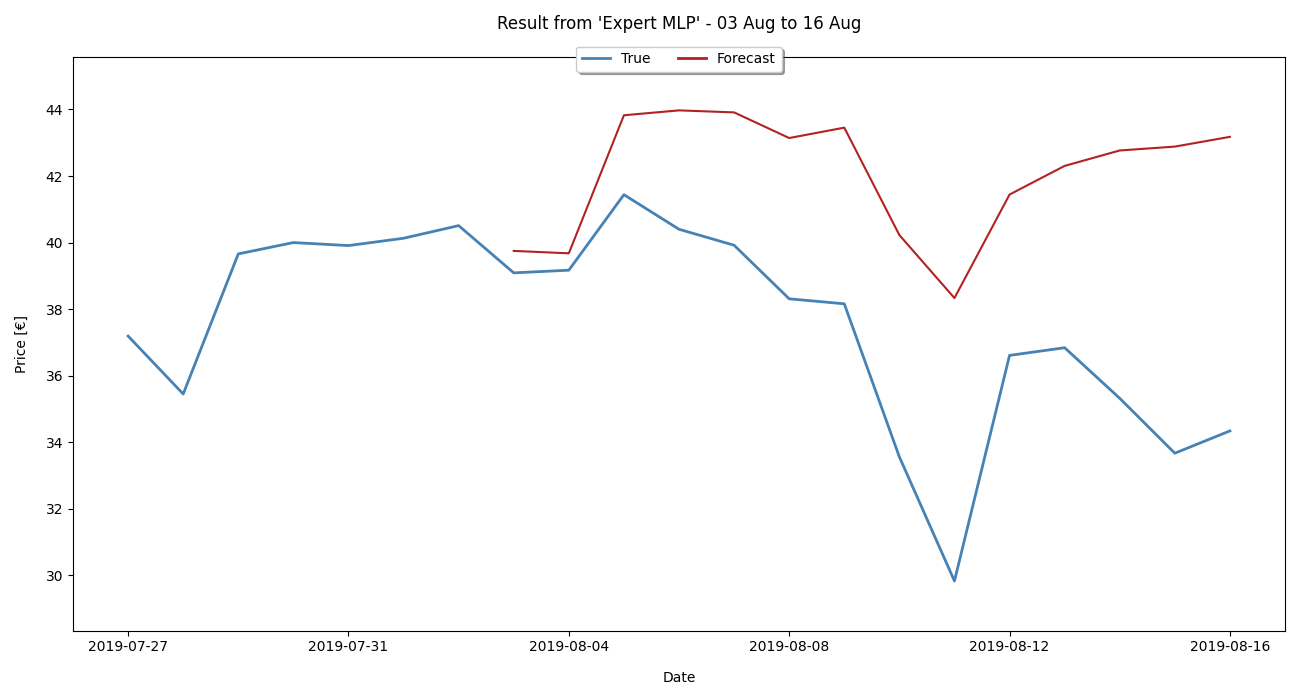 Result from 'Expert MLP' - 03 Aug to 16 Aug
True Forecast
44
42
40
38
36
34
32
30
Price [€]
2019-07-27 2019-07-31 2019-08-04 2019-08-08 2019-08-12 2019-08-16
Date